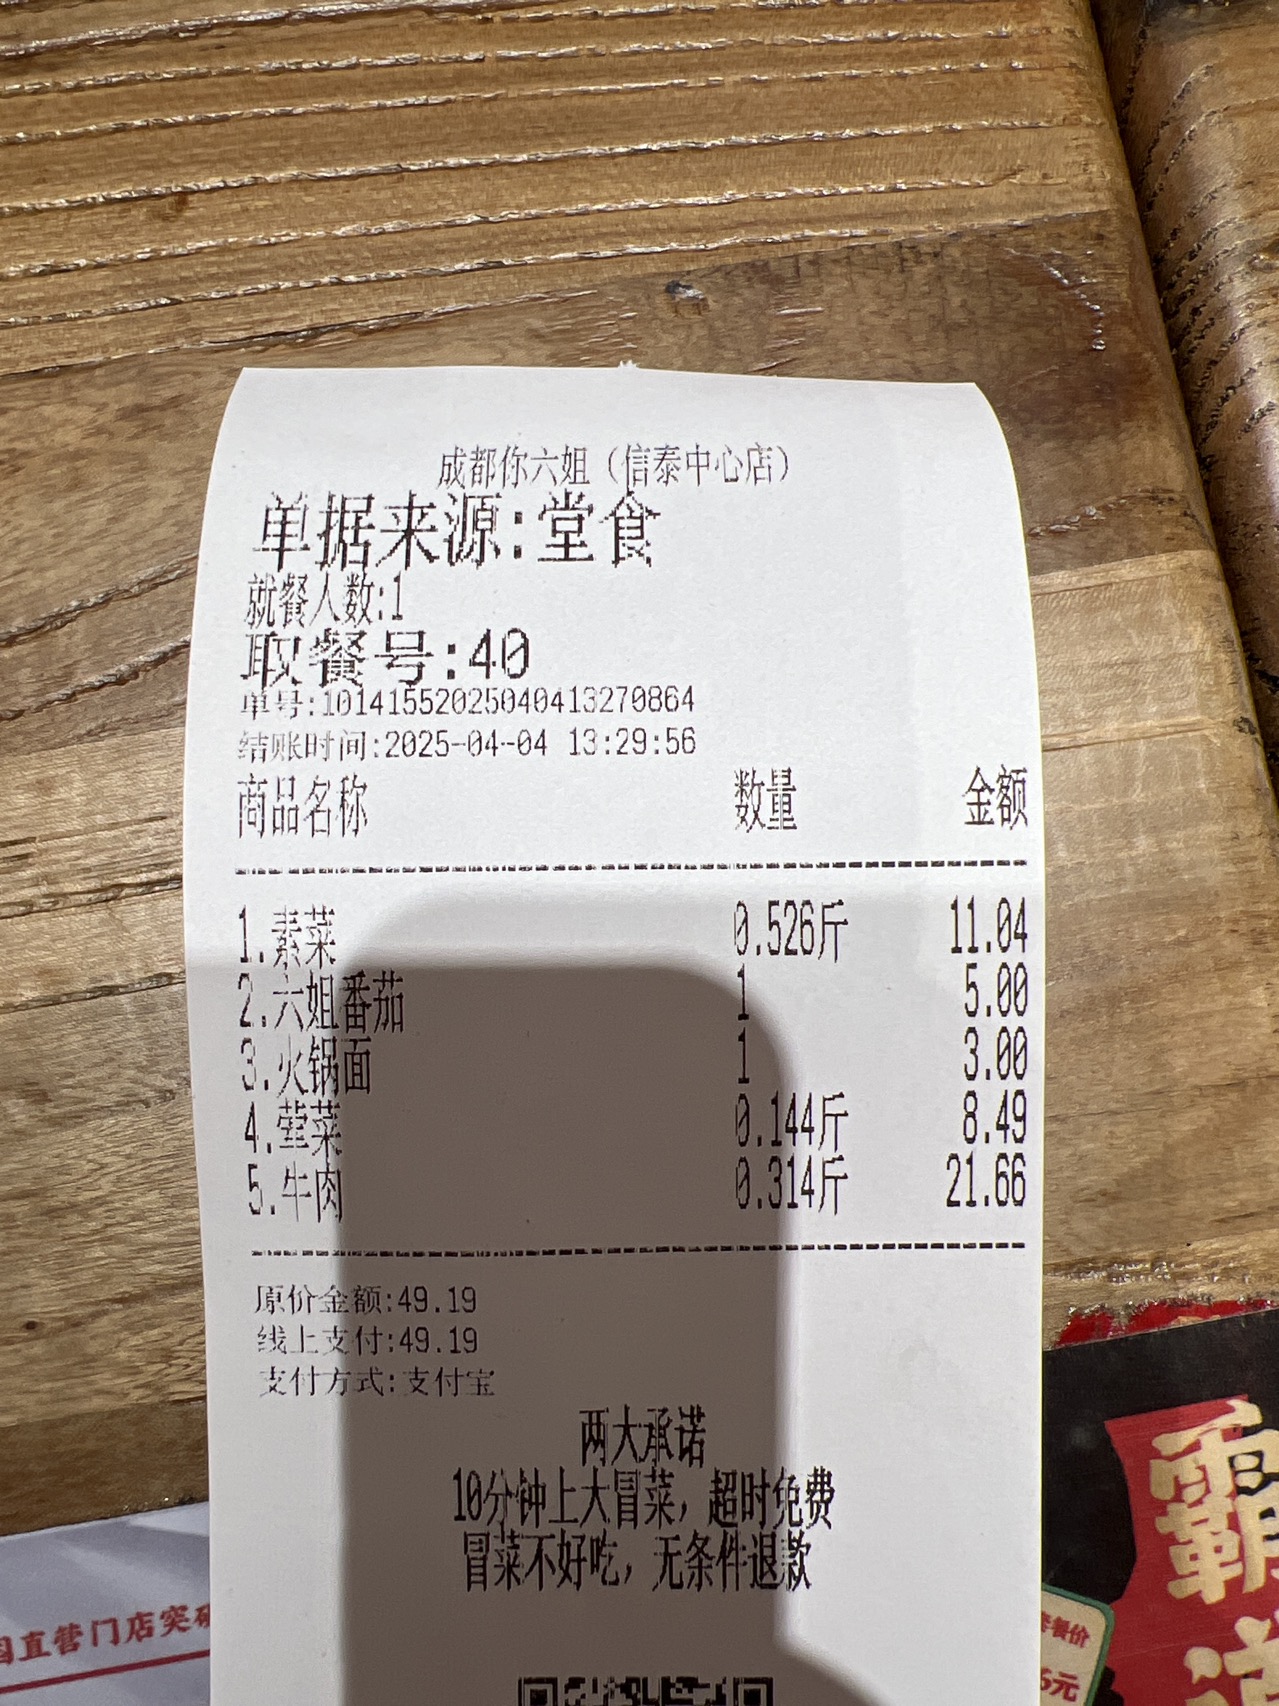 成都你六姐（信泰中心店）
单据来源:堂食
就餐人数:1
取餐号:40
单号:10141552025040413270864
结账时间:2025-04-04 13:29:56
商品名称 数量 金额
1.素菜 0.526斤 11.04
2.六姐番茄 1 5.00
3.火锅面 1 3.00
4.荤菜 0.144斤 8.49
5.牛肉 0.314斤 21.66
原价金额:49.19
线上支付:49.19
支付方式:支付宝
两大承诺
10分钟上大冒菜，超时免费
冒菜不好吃，无条件退款
直营门店突破
霸
套餐价
6元